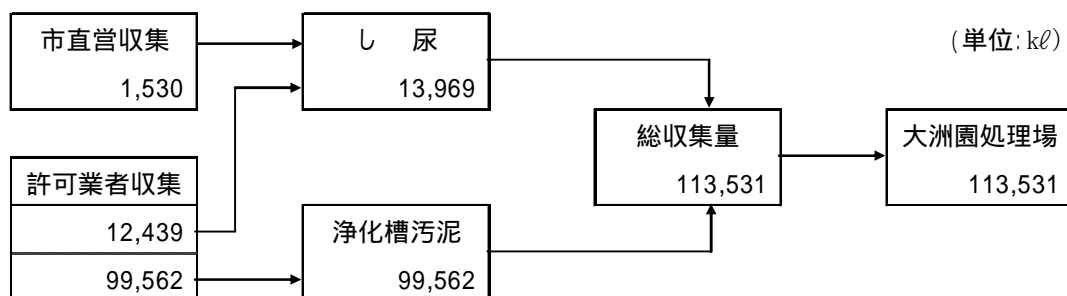 市直営収集
1,530
し 尿
13,969
(単位:kℓ)
総収集量
113,531
大洲園処理場
113,531
許可業者収集
12,439
99,562
浄化槽汚泥
99,562